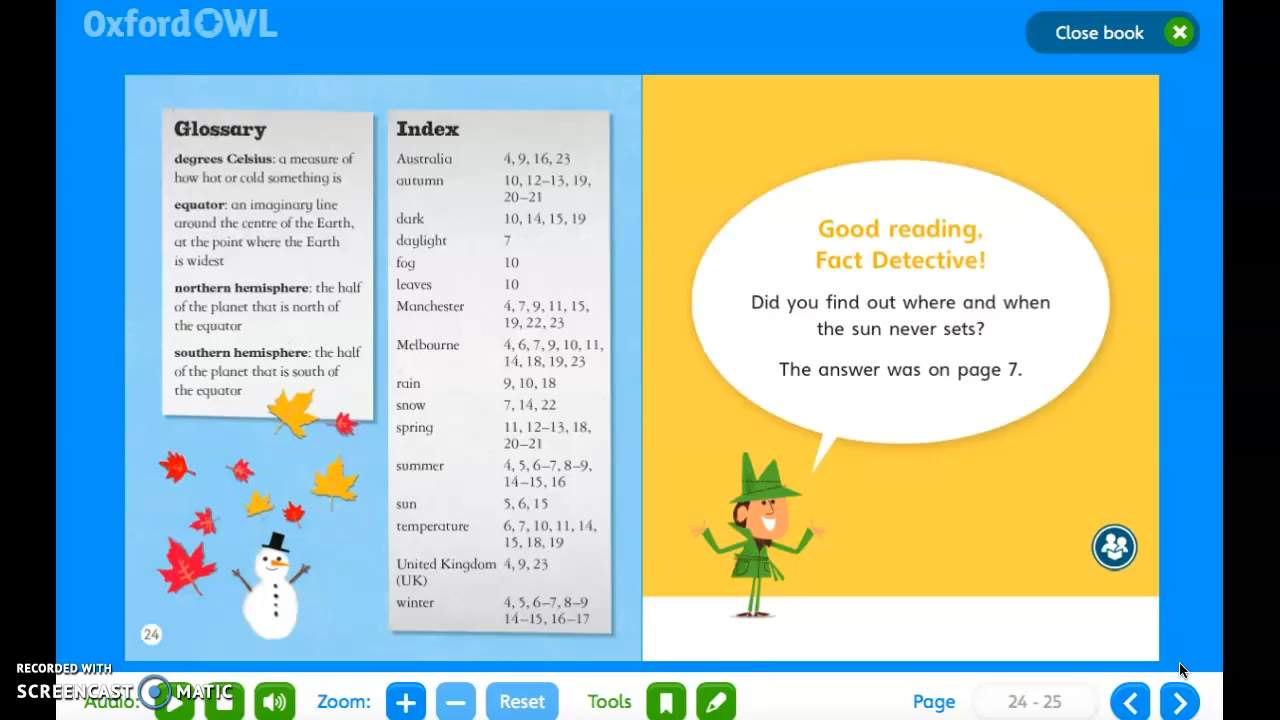 OxfordOWL
Close book
Glossary
degrees Celsius: a measure of
how hot or cold something is
equator: an imaginary line
around the centre of the Earth,
at the point where the Earth
is widest
northern hemisphere: the half
of the planet that is north of
the equator
southern hemisphere: the half
of the planet that is south of
the equator
24
Index
Australia 4, 9, 16, 23
autumn 10, 12–13, 19,
20–21
dark 10, 14, 15, 19
daylight 7
fog 10
leaves 10
Manchester 4, 7, 9, 11, 15,
19, 22, 23
Melbourne 4, 6, 7, 9, 10, 11,
14, 18, 19, 23
rain 9, 10, 18
snow 7, 14, 22
spring 11, 12–13, 18,
20–21
summer 4, 5, 6–7, 8–9,
14–15, 16
sun 5, 6, 15
temperature 6, 7, 10, 11, 14,
15, 18, 19
United Kingdom 4, 9, 23
(UK)
winter 4, 5, 6–7, 8–9
14–15, 16–17
Good reading,
Fact Detective!
Did you find out where and when
the sun never sets?
The answer was on page 7.
RECORDED WITH
SCREENCAST MATIC
Audio: Zoom: Reset Tools Page 24 - 25